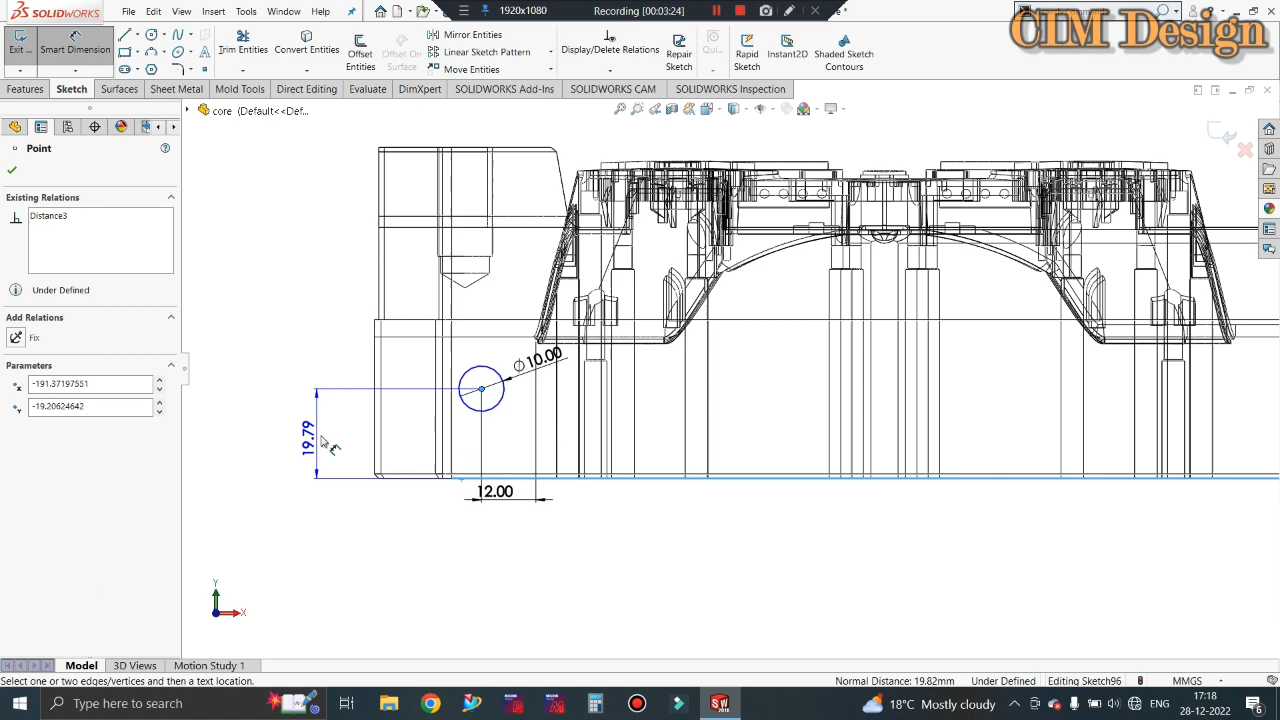 SOLIDWORKS
File Edit View Insert Tools Window Help
1920x1080 Recording [00:03:24]
CIM Design
Smart Dimension
Trim Entities
Convert Entities
Offset Entities
Offset On Surface
Mirror Entities
Linear Sketch Pattern
Move Entities
Display/Delete Relations
Repair Sketch
Qui...
Rapid Sketch
Instant2D
Shaded Sketch Contours
Features Sketch Surfaces Sheet Metal Mold Tools Direct Editing Evaluate DimXpert SOLIDWORKS Add-Ins SOLIDWORKS CAM SOLIDWORKS Inspection
core (Default<<Def...
Point
Existing Relations
Distance3
Under Defined
Add Relations
Fix
Parameters
-191.37197551
-19.20624642
∅10.00
19.79
12.00
Y
X
Model 3D Views Motion Study 1
Select one or two edges/vertices and then a text location. Normal Distance: 19.82mm Under Defined Editing Sketch96 MMGS
Type here to search
18°C Mostly cloudy
ENG
17:18
28-12-2022
6